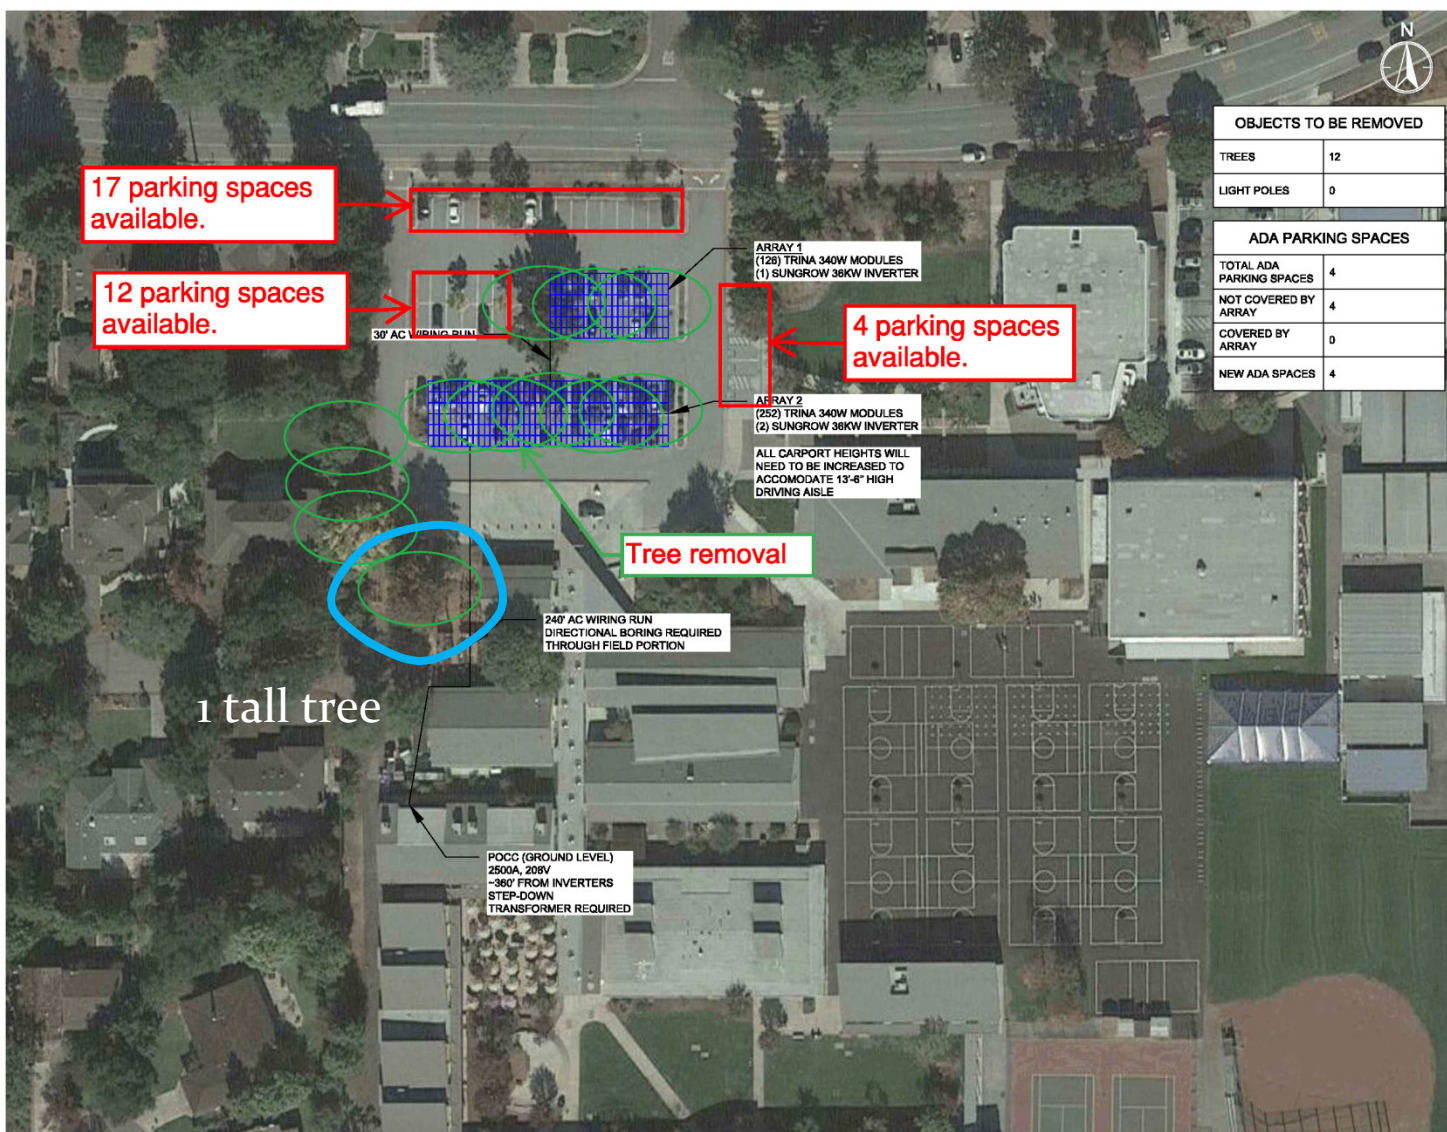 N
OBJECTS TO BE REMOVED
TREES 12
LIGHT POLES 0
ADA PARKING SPACES
TOTAL ADA
PARKING SPACES 4
NOT COVERED BY
ARRAY 4
COVERED BY
ARRAY 0
NEW ADA SPACES 4
17 parking spaces
available.
12 parking spaces
available.
30' AC WIRING RUN
ARRAY 1
(126) TRINA 340W MODULES
(1) SUNGROW 36KW INVERTER
4 parking spaces
available.
ARRAY 2
(252) TRINA 340W MODULES
(2) SUNGROW 36KW INVERTER
ALL CARPORT HEIGHTS WILL
NEED TO BE INCREASED TO
ACCOMODATE 13'-6" HIGH
DRIVING AISLE
Tree removal
240' AC WIRING RUN
DIRECTIONAL BORING REQUIRED
THROUGH FIELD PORTION
1 tall tree
POCC (GROUND LEVEL)
2500A, 208V
~360' FROM INVERTERS
STEP-DOWN
TRANSFORMER REQUIRED